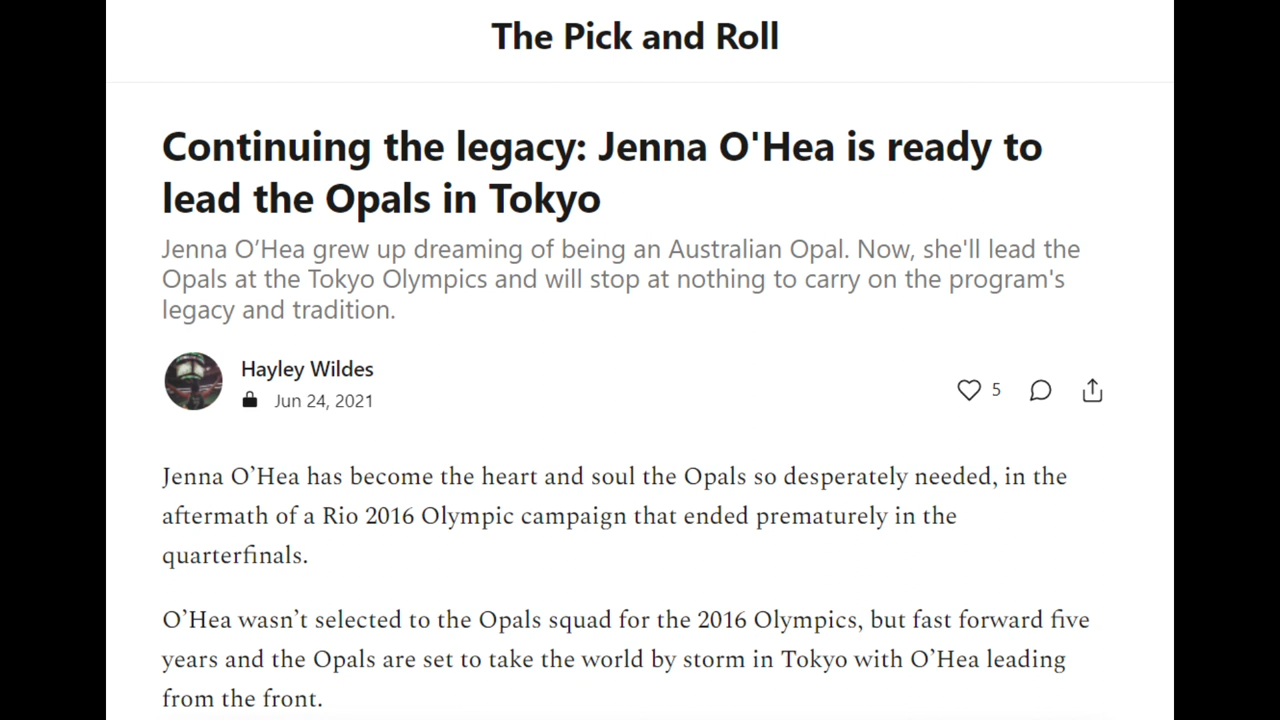 The Pick and Roll
Continuing the legacy: Jenna O'Hea is ready to
lead the Opals in Tokyo
Jenna O’Hea grew up dreaming of being an Australian Opal. Now, she'll lead the
Opals at the Tokyo Olympics and will stop at nothing to carry on the program's
legacy and tradition.
Hayley Wildes
Jun 24, 2021
5
Jenna O’Hea has become the heart and soul the Opals so desperately needed, in the
aftermath of a Rio 2016 Olympic campaign that ended prematurely in the
quarterfinals.
O’Hea wasn’t selected to the Opals squad for the 2016 Olympics, but fast forward five
years and the Opals are set to take the world by storm in Tokyo with O’Hea leading
from the front.